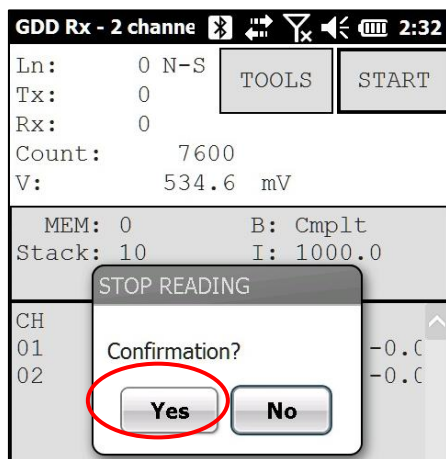 GDD Rx - 2 channe 2:32
Ln: 0 N-S TOOLS START
Tx: 0
Rx: 0
Count: 7600
V: 534.6 mV
MEM: 0 B: Cmplt
Stack: 10 I: 1000.0
STOP READING
CH
Confirmation?
01 -0.0
02 -0.0
Yes No